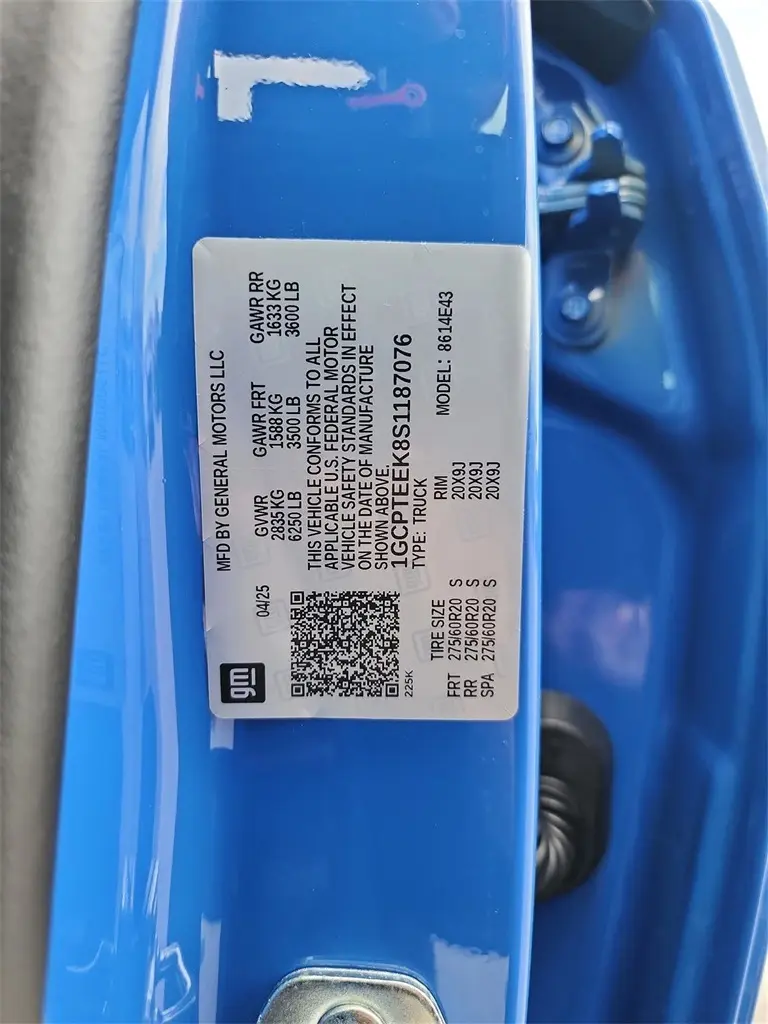 MFD BY GENERAL MOTORS LLC
gm
04/25
GVWR GAWR FRT GAWR RR
2835 KG 1588 KG 1633 KG
6250 LB 3500 LB 3600 LB
THIS VEHICLE CONFORMS TO ALL
APPLICABLE U.S. FEDERAL MOTOR
VEHICLE SAFETY STANDARDS IN EFFECT
ON THE DATE OF MANUFACTURE
SHOWN ABOVE.
1GCPTEEK8S1187076
225K
TYPE: TRUCK MODEL: 8614E43
TIRE SIZE RIM
FRT 275/60R20 S 20X9J
RR 275/60R20 S 20X9J
SPA 275/60R20 S 20X9J